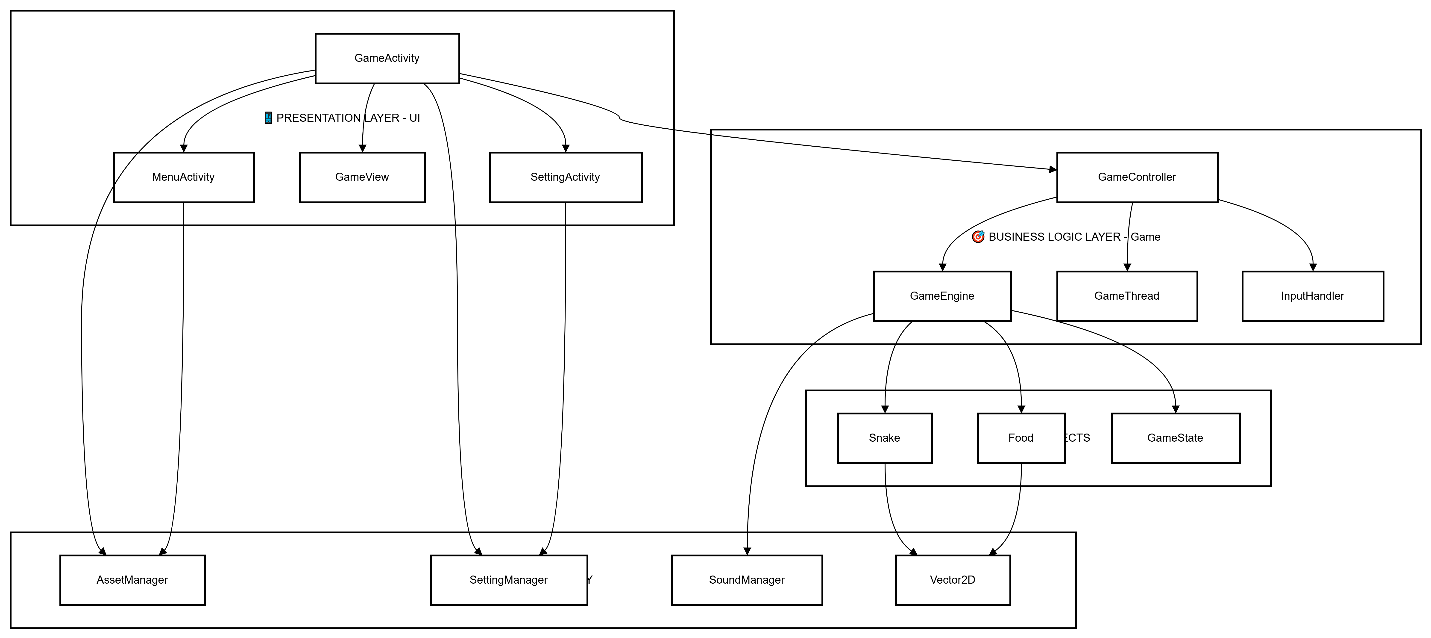 GameActivity
📱 PRESENTATION LAYER - UI
MenuActivity
GameView
SettingActivity
GameController
🎯 BUSINESS LOGIC LAYER - Game
GameEngine
GameThread
InputHandler
Snake
Food
GameState
AssetManager
SettingManager
SoundManager
Vector2D